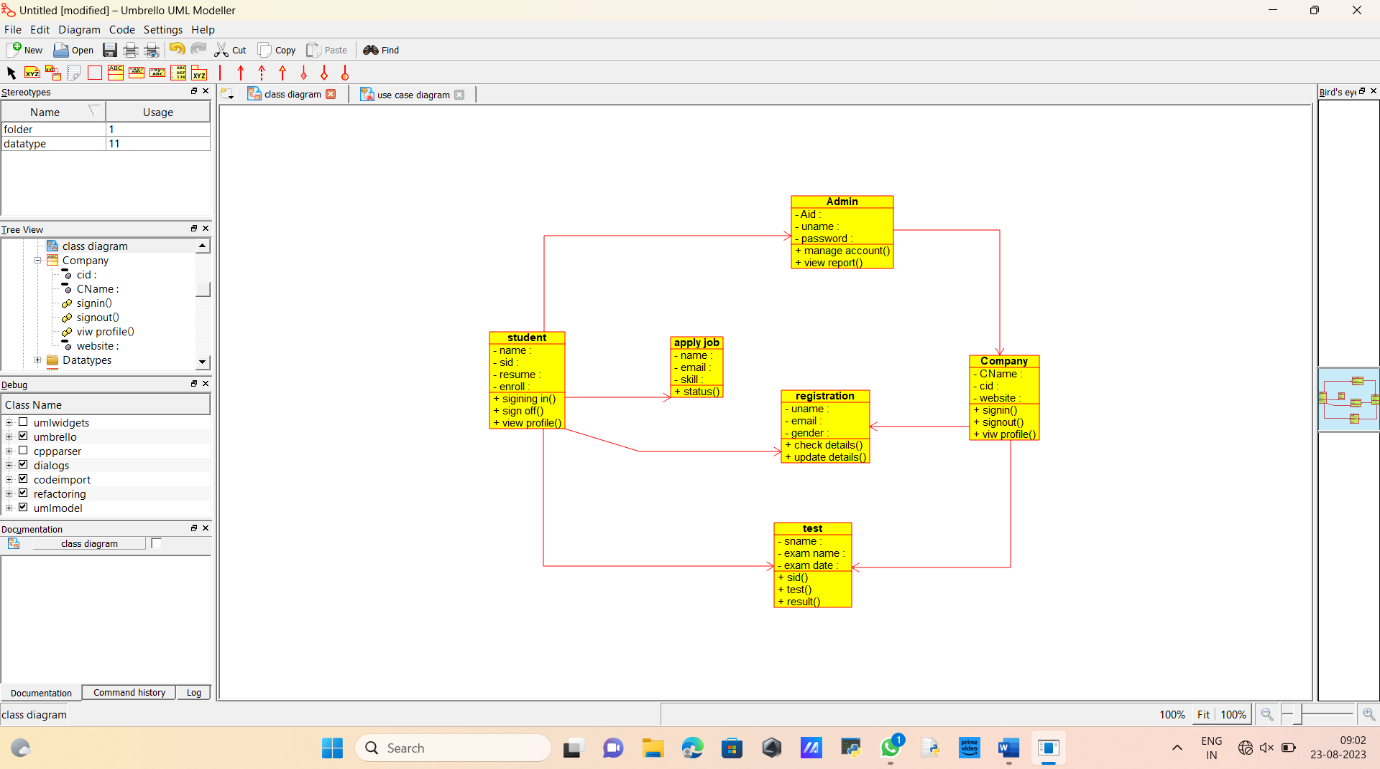 Untitled [modified] – Umbrello UML Modeller
File Edit Diagram Code Settings Help
New Open Cut Copy Paste Find
Stereotypes
Name Usage
folder 1
datatype 11
Tree View
class diagram
Company
cid :
CName :
signin()
signout()
viw profile()
website :
Datatypes
Debug
Class Name
umlwidgets
umbrello
cppparser
dialogs
codeimport
refactoring
umlmodel
Documentation
class diagram
Documentation Command history Log
class diagram
class diagram use case diagram
Admin
- Aid :
- uname :
- password :
+ manage account()
+ view report()
student
- name :
- sid :
- resume :
- enroll :
+ sigining in()
+ sign off()
+ view profile()
apply job
- name :
- email :
- skill :
+ status()
registration
- uname :
- email :
- gender :
+ check details()
+ update details()
Company
- CName :
- cid :
- website :
+ signin()
+ signout()
+ viw profile()
test
- sname :
- exam name :
- exam date :
+ sid()
+ test()
+ result()
Bird's eye
100% Fit 100%
Search
1
prime video
ENG
IN
09:02
23-08-2023